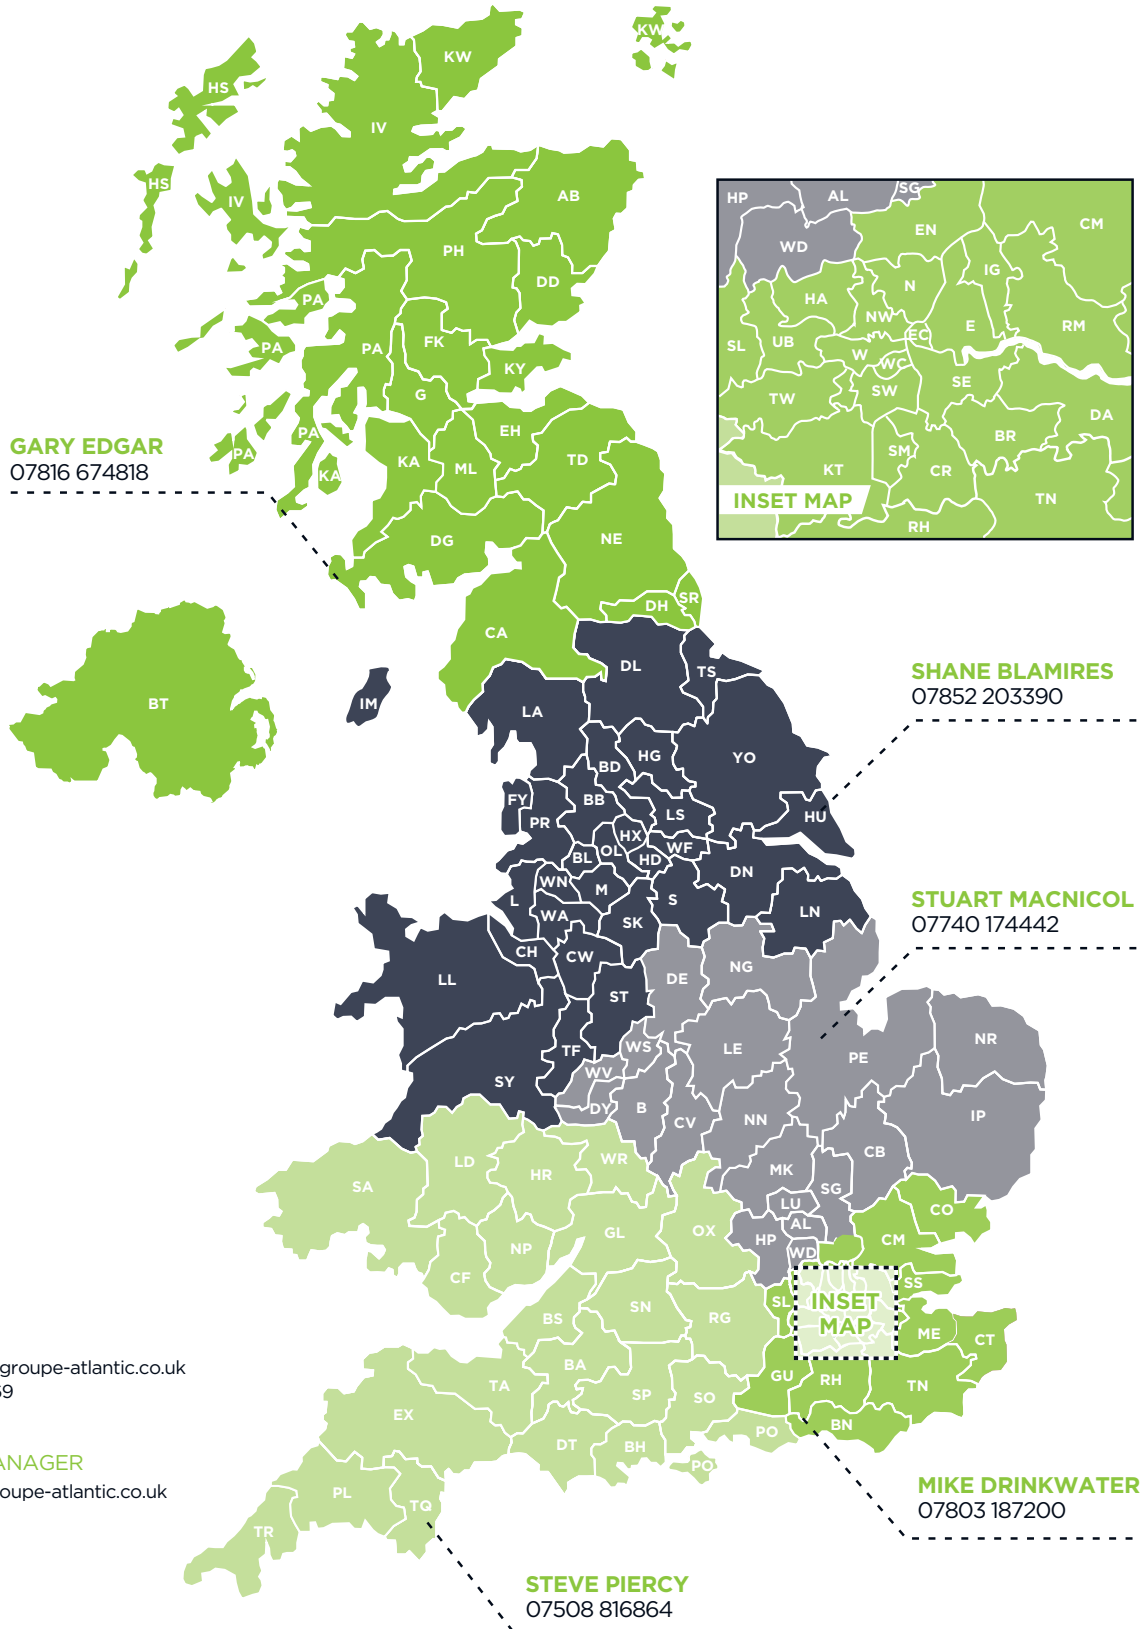 KW
KW
HS
IV
HS
IV
AB
PH
DD
PA
PA
PA
FK
KY
G
EH
PA
PA
KA
KA
ML
TD
GARY EDGAR
07816 674818
DG
NE
DH
SR
CA
BT
HP
AL
SG
WD
EN
CM
HA
N
IG
NW
EC
E
RM
SL
UB
W
WC
SE
TW
SW
DA
BR
SM
KT
CR
TN
INSET MAP
RH
IM
DL
TS
LA
SHANE BLAMIRES
07852 203390
BD
HG
YO
FY
BB
LS
HU
PR
HX
OL
WF
BL
HD
DN
WN
M
L
S
WA
SK
LN
STUART MACNICOL
07740 174442
CH
CW
LL
ST
DE
NG
TF
WS
LE
PE
NR
SY
WV
DY
B
CV
NN
IP
LD
HR
WR
MK
CB
SA
SG
LU
AL
CO
NP
GL
OX
HP
WD
CM
CF
SS
SL
INSET
MAP
BS
SN
RG
ME
CT
BA
TA
SP
SO
GU
RH
TN
EX
DT
BH
PO
BN
PO
groupe-atlantic.co.uk
69
ANAGER
oupe-atlantic.co.uk
PL
TQ
TR
MIKE DRINKWATER
07803 187200
STEVE PIERCY
07508 816864